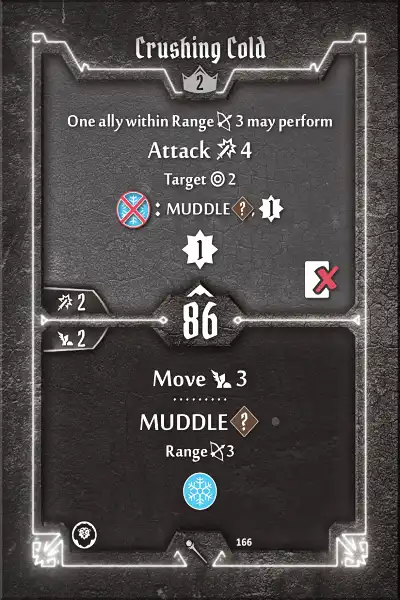 Crushing Cold
2
One ally within Range 3 may perform
Attack 4
Target 2
: MUDDLE ?, 1
1
2
86
2
Move 3
MUDDLE ?
Range 3
166